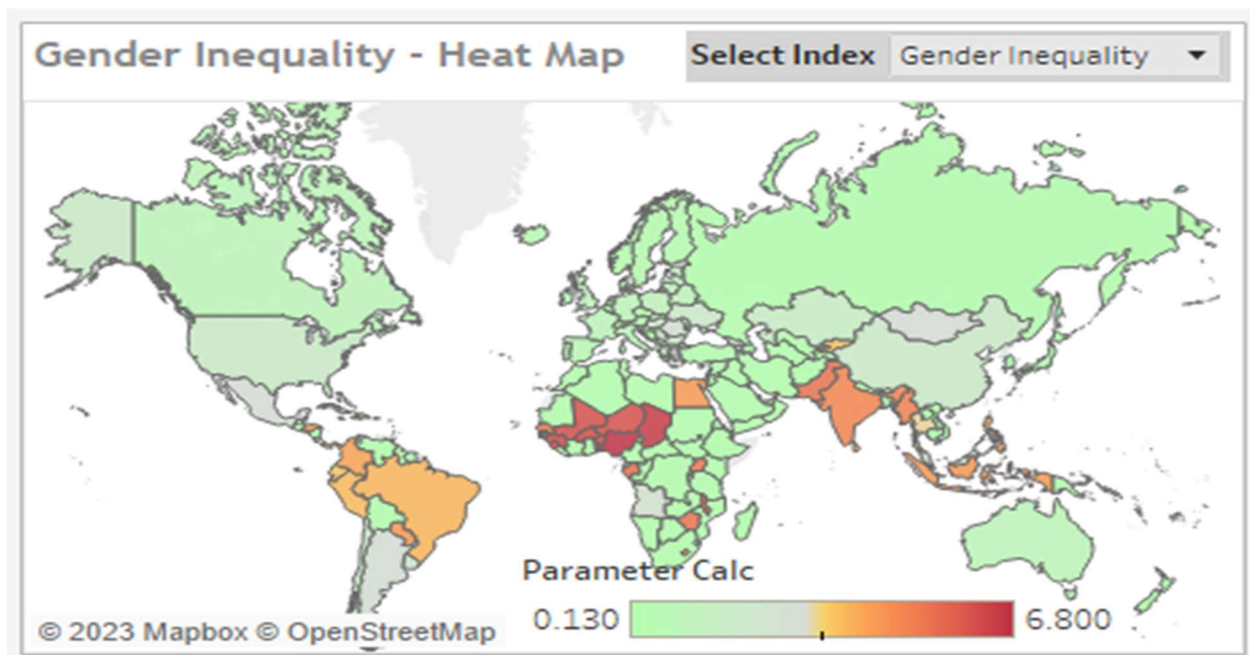 Gender Inequality - Heat Map
Select Index Gender Inequality
Parameter Calc
0.130 6.800
© 2023 Mapbox © OpenStreetMap